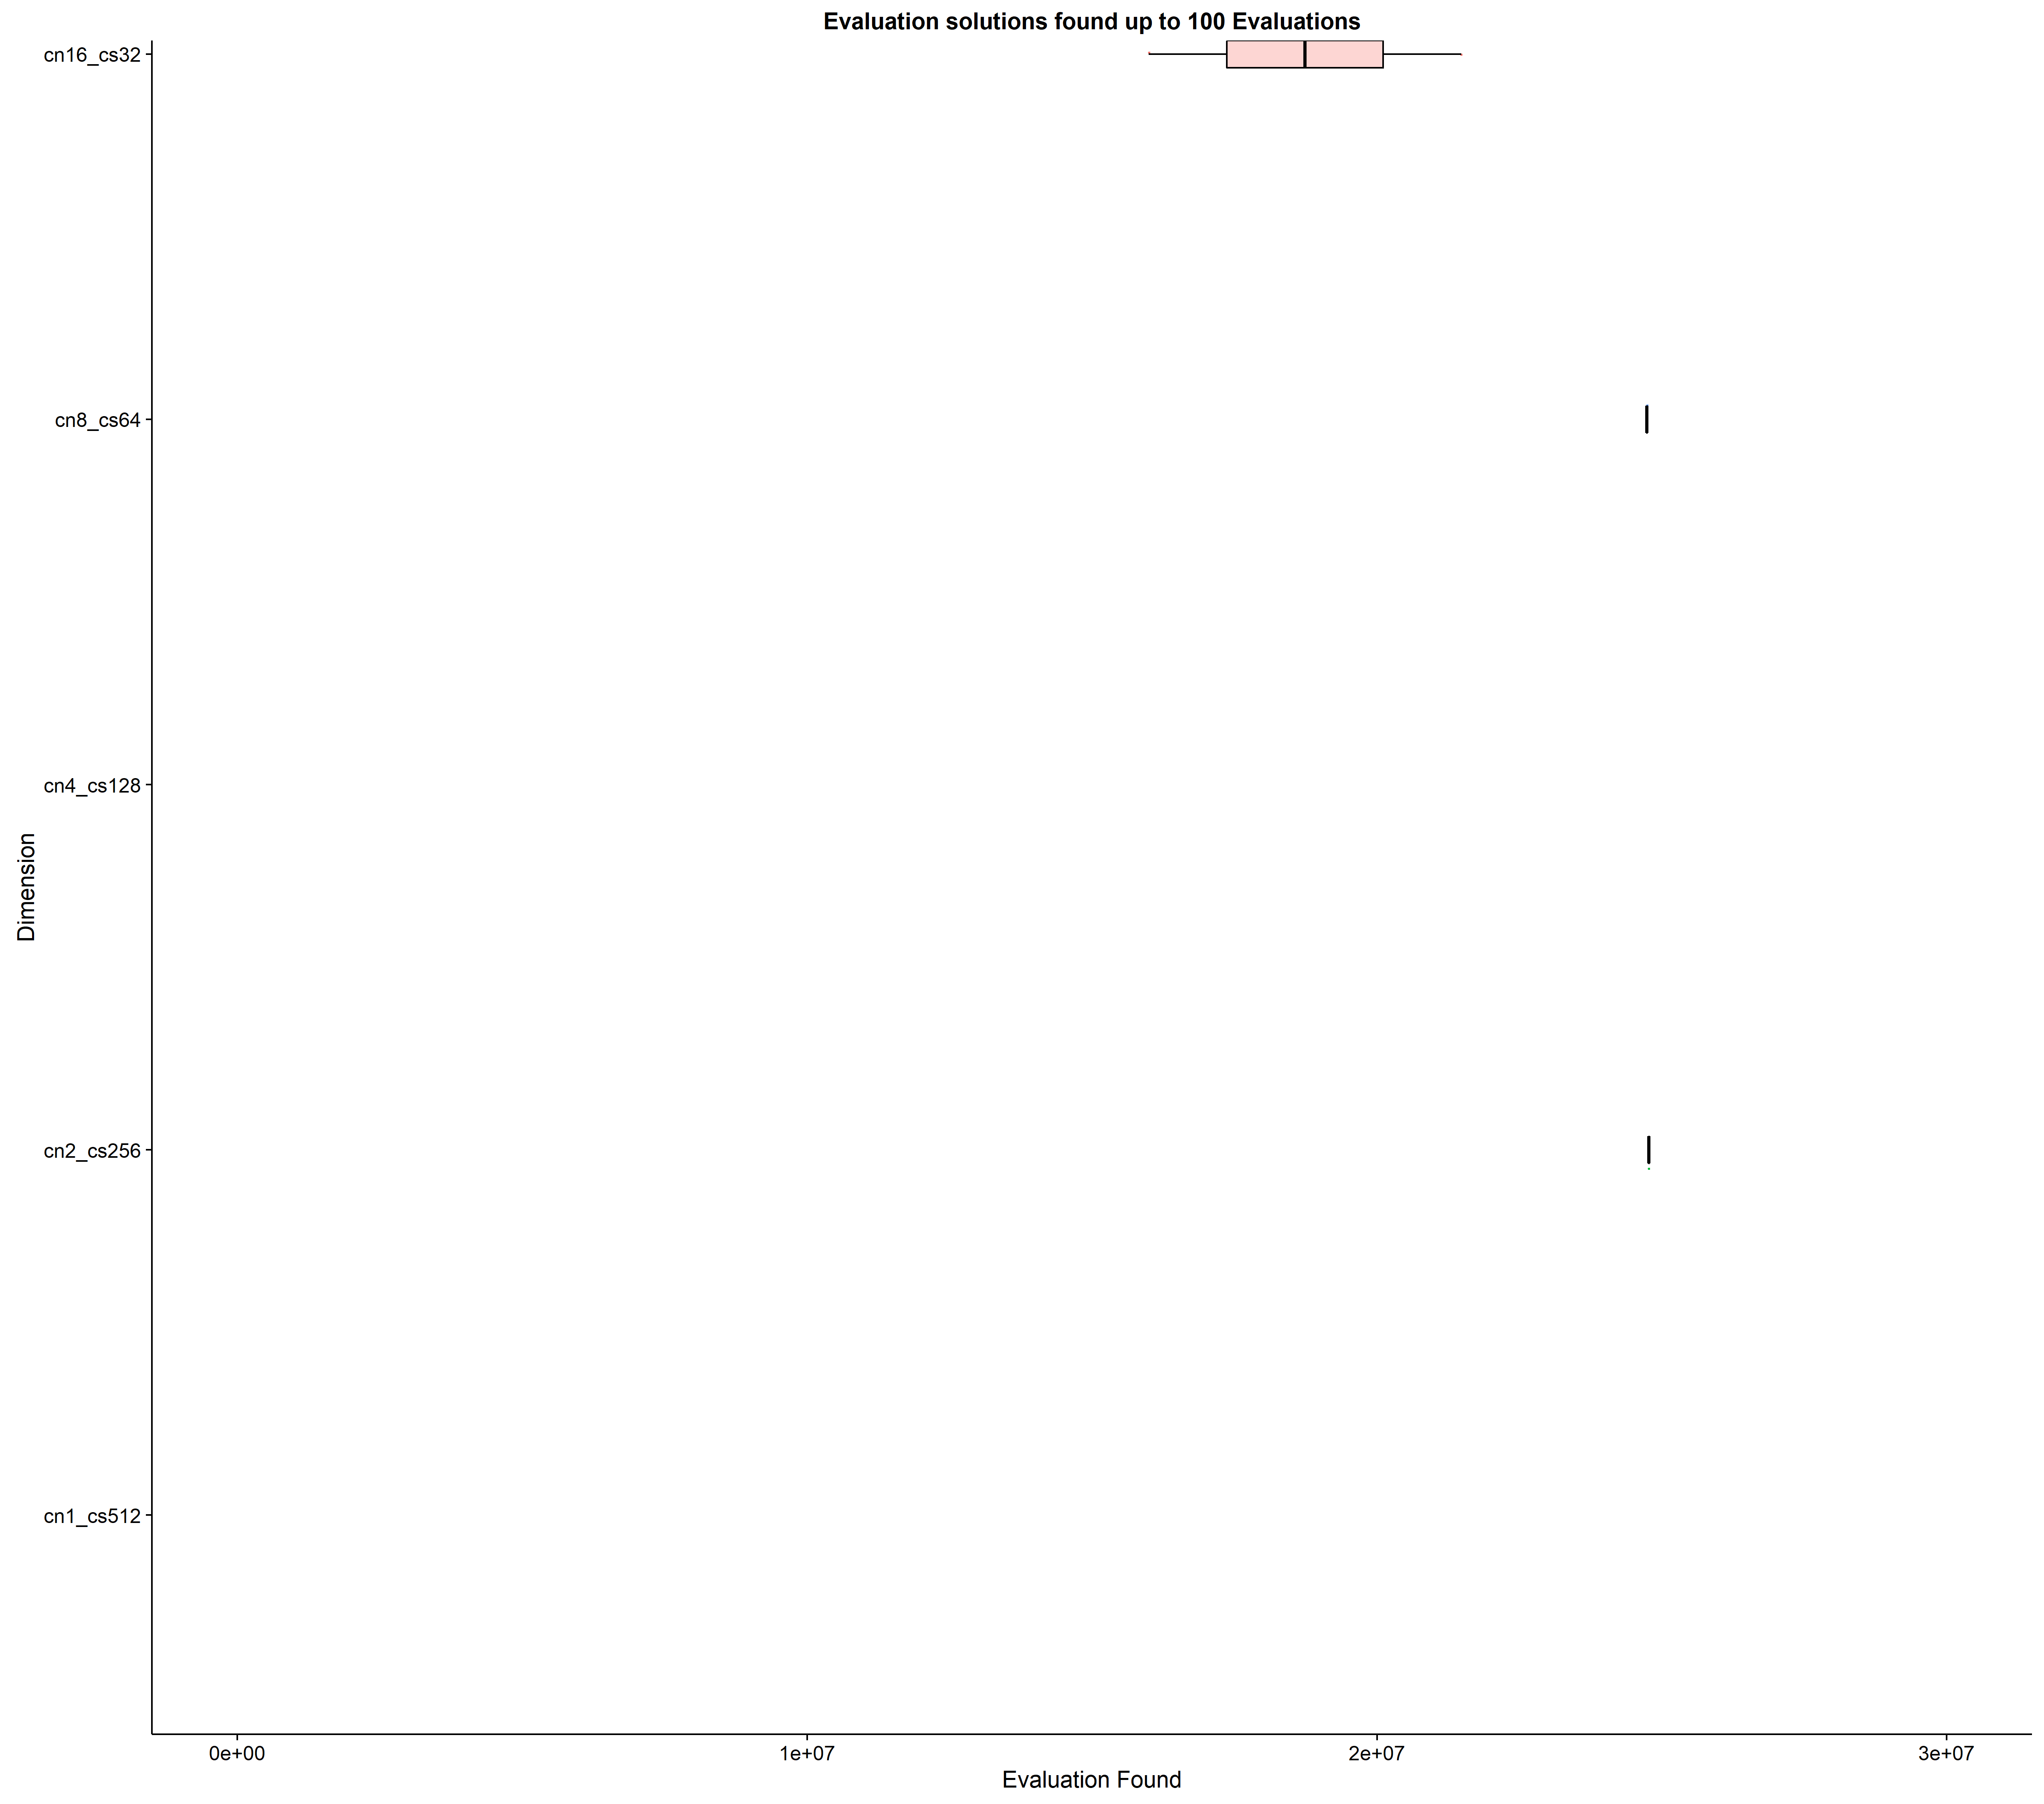 Evaluation solutions found up to 100 Evaluations
cn16_cs32
cn8_cs64
cn4_cs128
Dimension
cn2_cs256
cn1_cs512
0e+00 1e+07 2e+07 3e+07
Evaluation Found